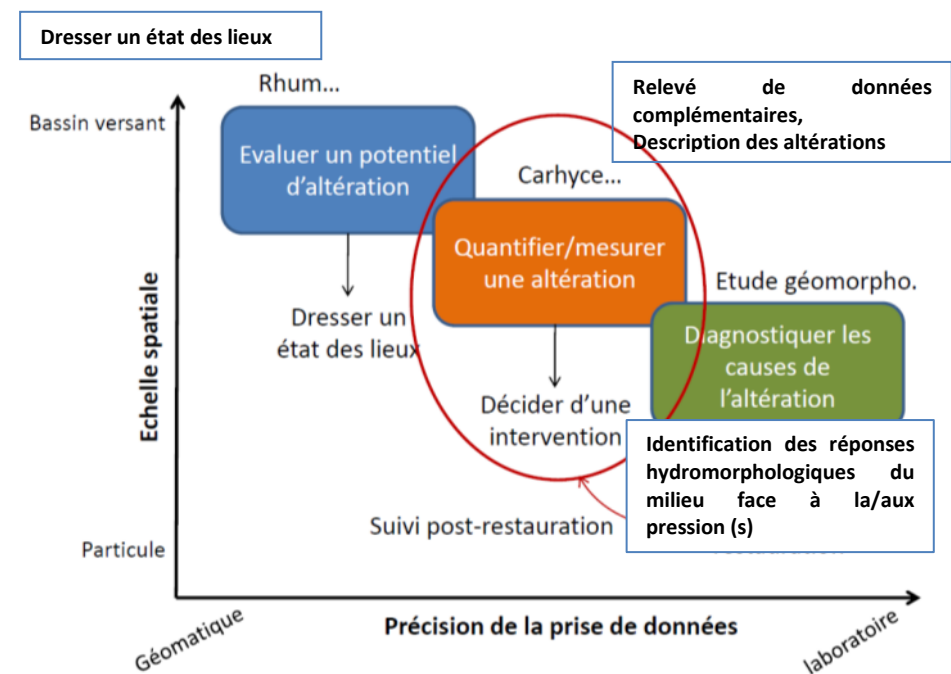 Dresser un état des lieux
Rhum...
Relevé de données
complémentaires,
Description des altérations
Bassin versant
Evaluer un potentiel
d'altération
Carhyce...
Quantifier/mesurer
une altération
Etude géomorpho.
Dresser un
état des lieux
Diagnostiquer les
causes de
l'altération
Echelle spatiale
Décider d'une
intervention
Identification des réponses
hydromorphologiques du
milieu face à la/aux
pression (s)
Suivi post-restauration
Particule
Géomatique
Précision de la prise de données
laboratoire